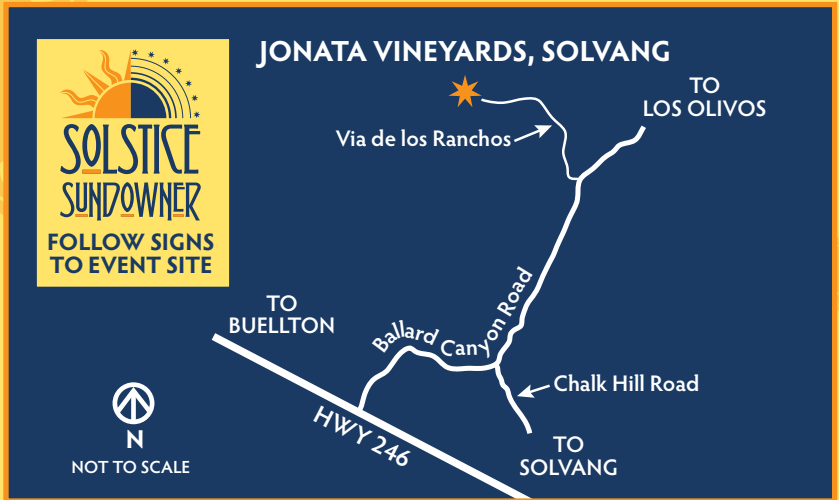 JONATA VINEYARDS, SOLVANG
SOLSTICE
SUNDOWNER
FOLLOW SIGNS
TO EVENT SITE
TO
LOS OLIVOS
Via de los Ranchos
TO
BUELLTON
Ballard Canyon Road
Chalk Hill Road
HWY 246
TO
SOLVANG
N
NOT TO SCALE